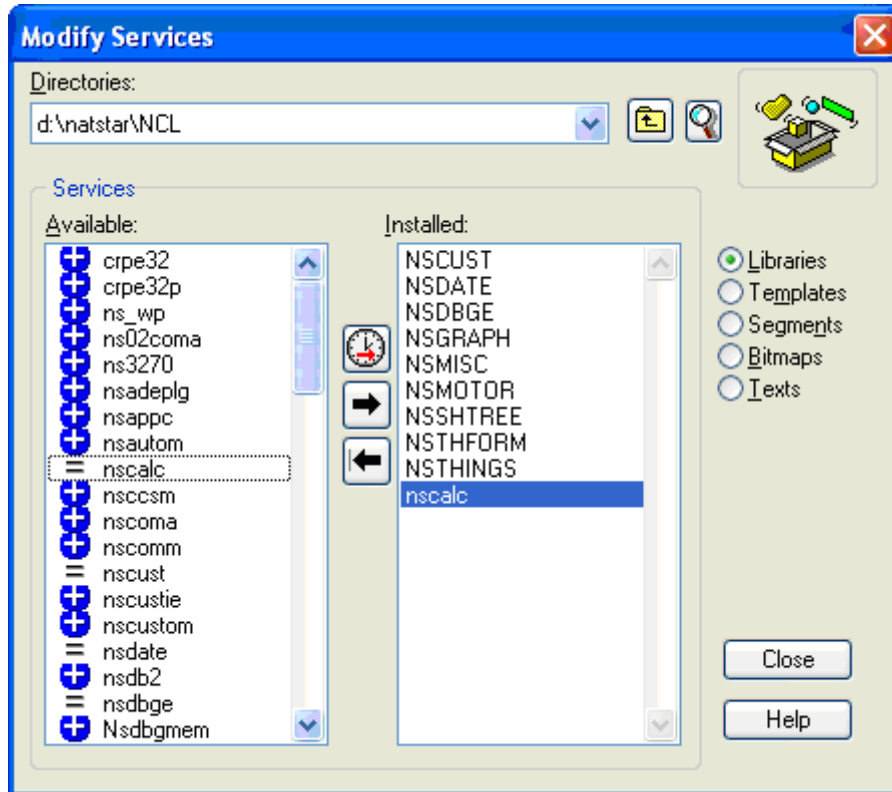 Modify Services
Directories:
d:\natstar\NCL
Services
Available:
crpe32
crpe32p
ns_wp
ns02coma
ns3270
nsadeplg
nsappc
nsautom
= nscalc
nsccsm
nscoma
nscomm
= nscust
nscustie
nscustom
= nsdate
nsdb2
= nsdbge
Nsdbgmem
Installed:
NSCUST
NSDATE
NSDBGE
NSGRAPH
NSMISC
NSMOTOR
NSSHTREE
NSTHFORM
NSTHINGS
nscalc
Libraries
Templates
Segments
Bitmaps
Texts
Close
Help